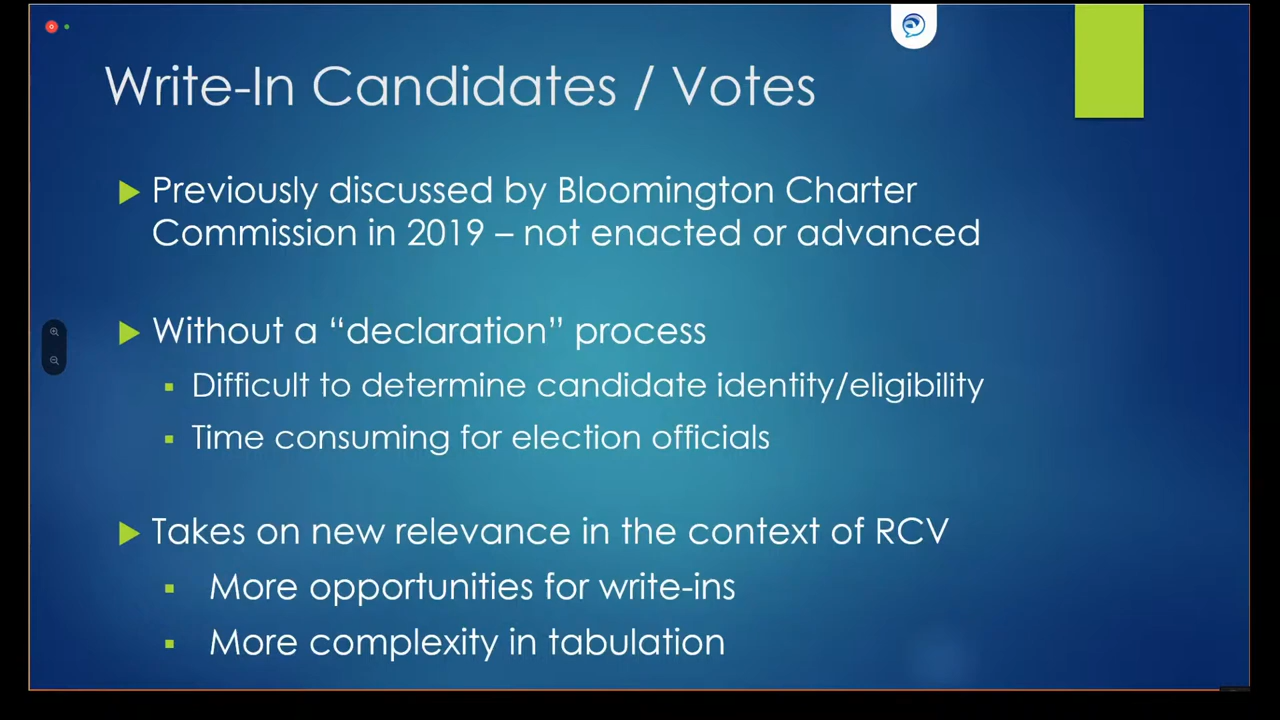 Write-In Candidates / Votes
Previously discussed by Bloomington Charter
Commission in 2019 – not enacted or advanced
Without a “declaration” process
Difficult to determine candidate identity/eligibility
Time consuming for election officials
Takes on new relevance in the context of RCV
More opportunities for write-ins
More complexity in tabulation